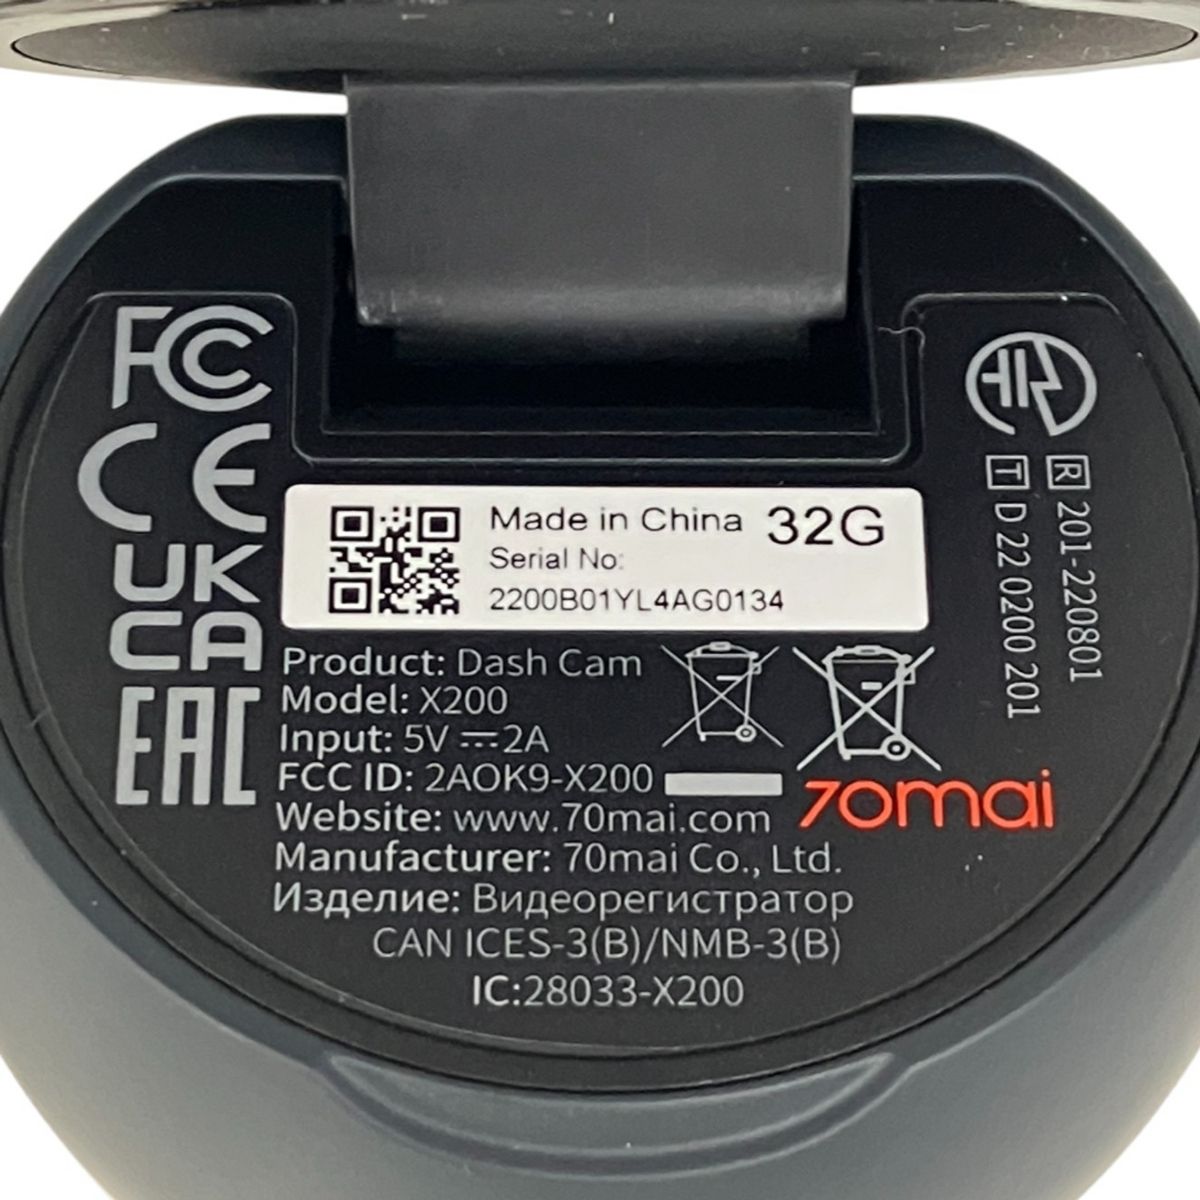 FC
CE
UK
CA
EAC
Made in China 32G
Serial No:
2200B01YL4AG0134
Product: Dash Cam
Model: X200
Input: 5V⎓2A
FCC ID: 2AOK9-X200
Website: www.70mai.com
Manufacturer: 70mai Co., Ltd.
Изделие: Видеорегистратор
CAN ICES-3(B)/NMB-3(B)
IC:28033-X200
70mai
R 201-220801
T D 22 0200 201